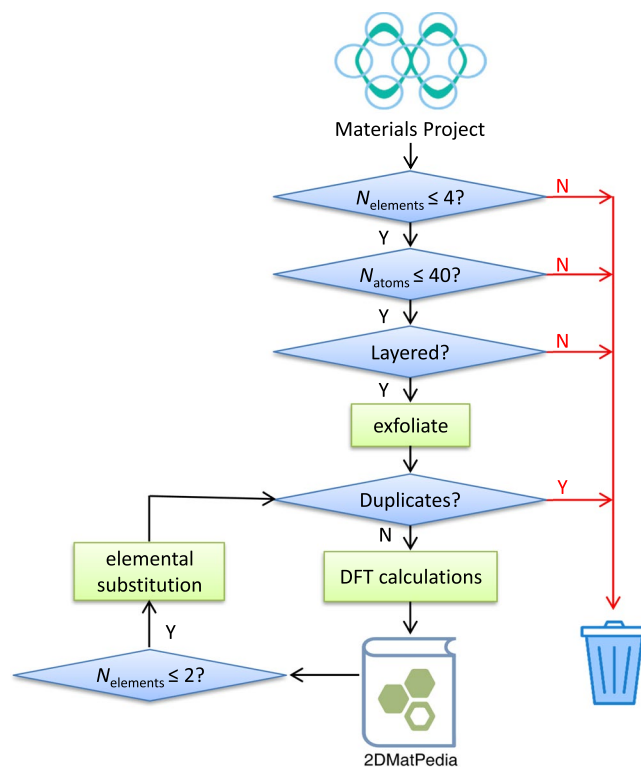 Materials Project
Nelements ≤ 4?
N
Y
Natoms ≤ 40?
N
Y
Layered?
N
Y
exfoliate
Duplicates?
Y
N
elemental
substitution
DFT calculations
Y
Nelements ≤ 2?
2DMatPedia